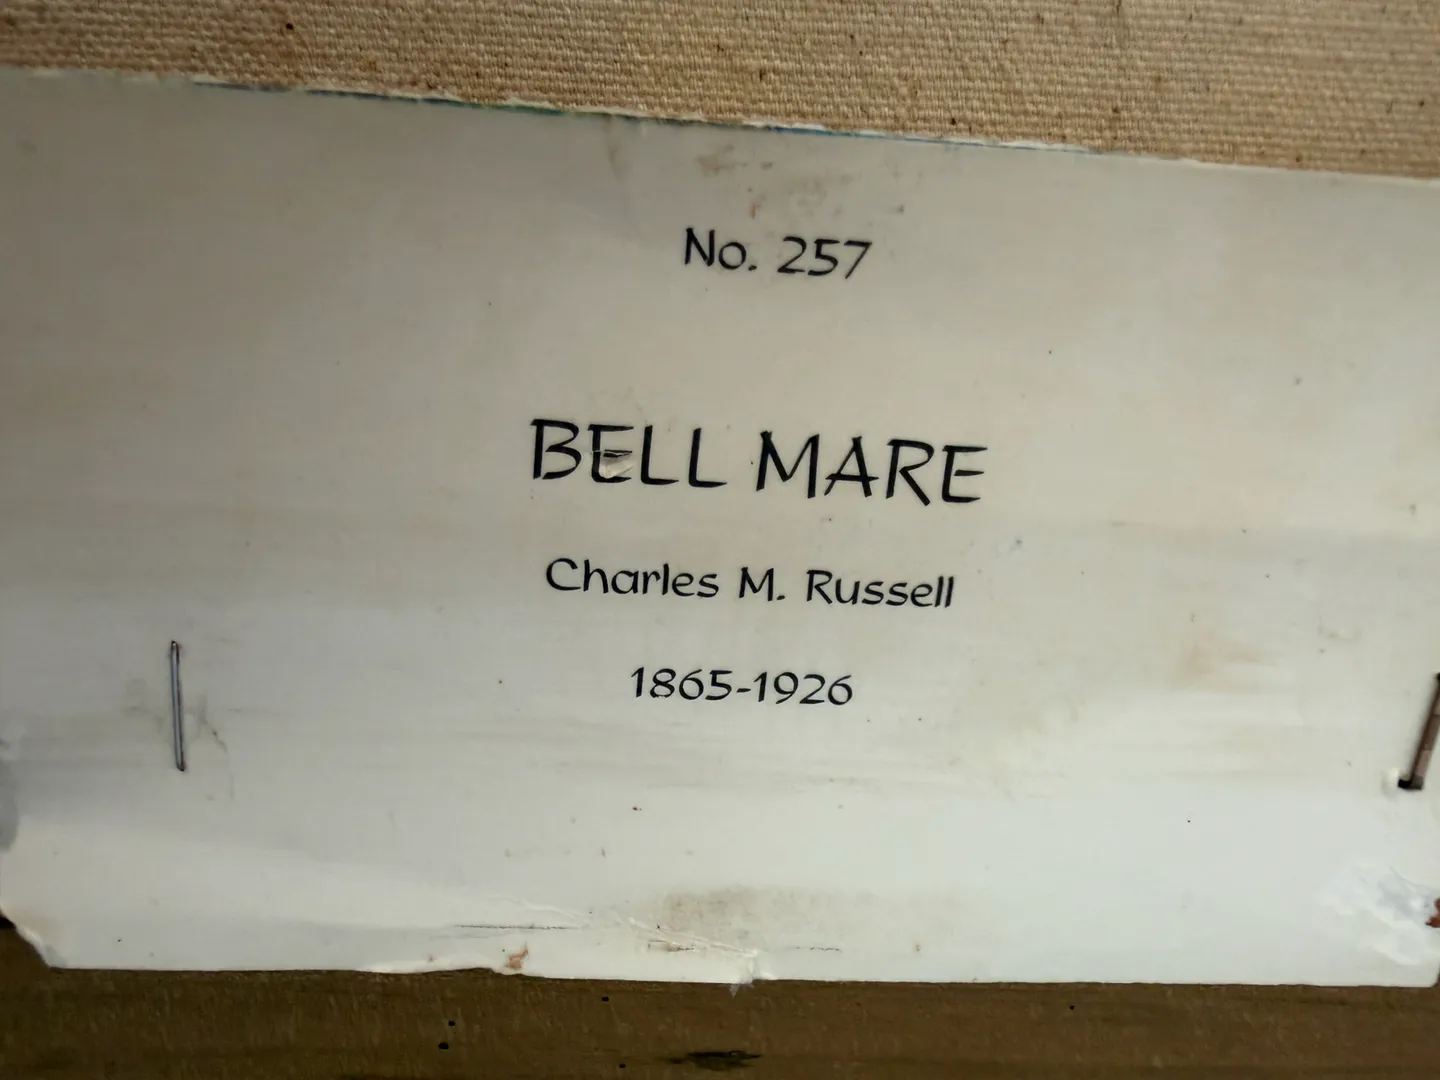 No. 257
BELL MARE
Charles M. Russell
1865-1926